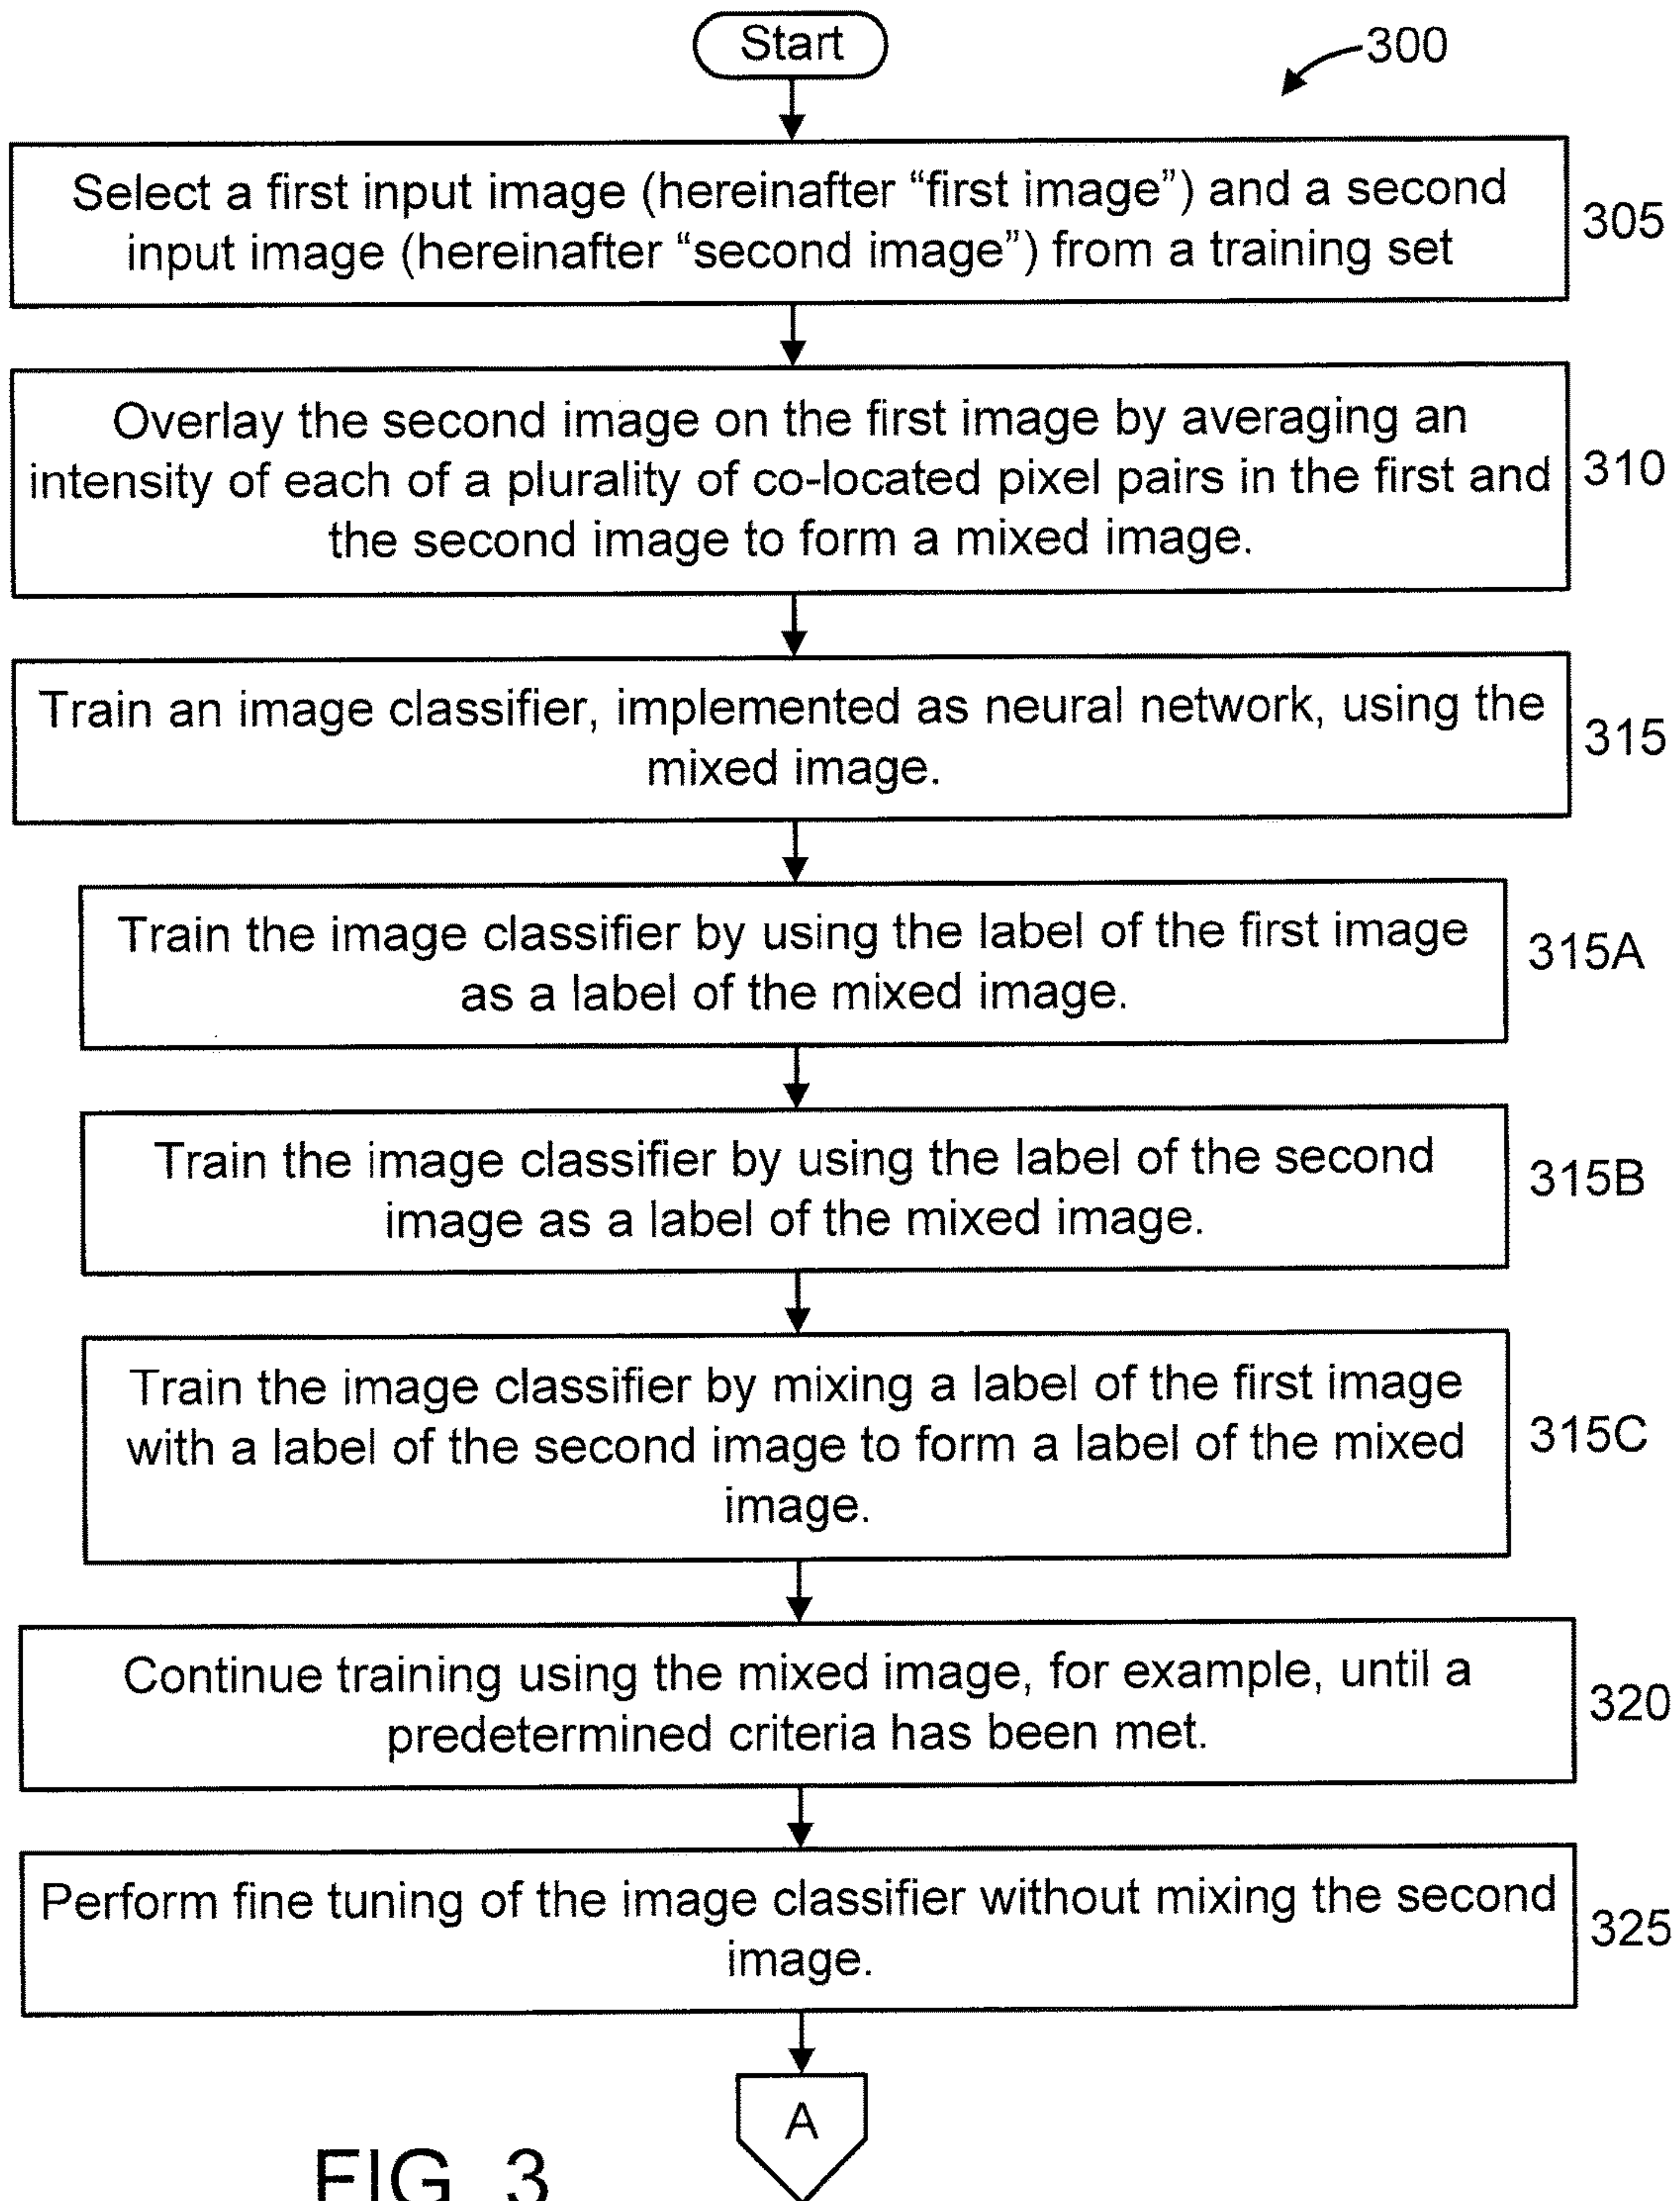 Start
300
Select a first input image (hereinafter “first image”) and a second
input image (hereinafter “second image”) from a training set
305
Overlay the second image on the first image by averaging an
intensity of each of a plurality of co-located pixel pairs in the first and
the second image to form a mixed image.
310
Train an image classifier, implemented as neural network, using the
mixed image.
315
Train the image classifier by using the label of the first image
as a label of the mixed image.
315A
Train the image classifier by using the label of the second
image as a label of the mixed image.
315B
Train the image classifier by mixing a label of the first image
with a label of the second image to form a label of the mixed
image.
315C
Continue training using the mixed image, for example, until a
predetermined criteria has been met.
320
Perform fine tuning of the image classifier without mixing the second
image.
325
A
FIG. 3